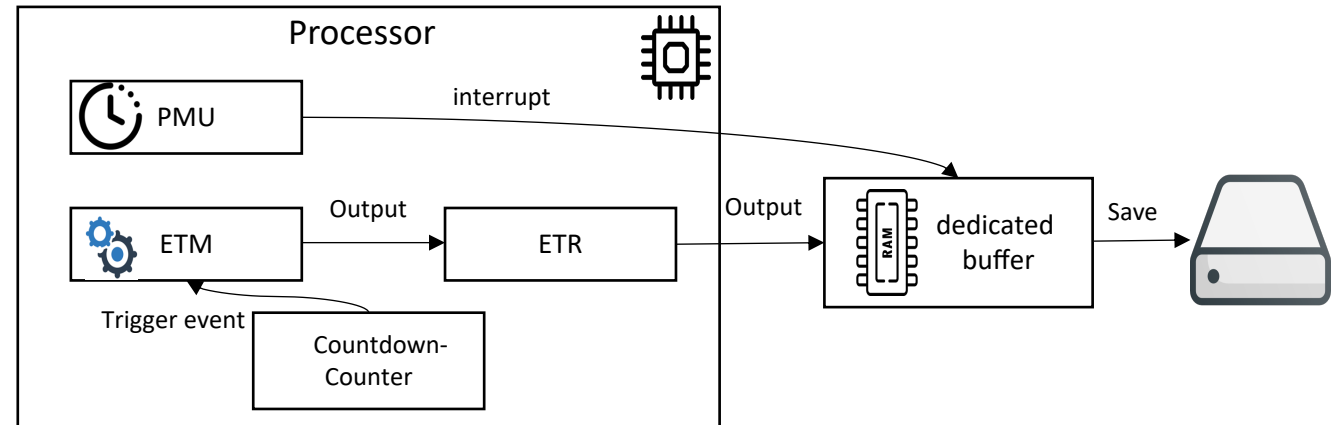 Processor
interrupt
PMU
Output
ETM
ETR
Output
RAM
dedicated
buffer
Save
Trigger event
Countdown-
Counter